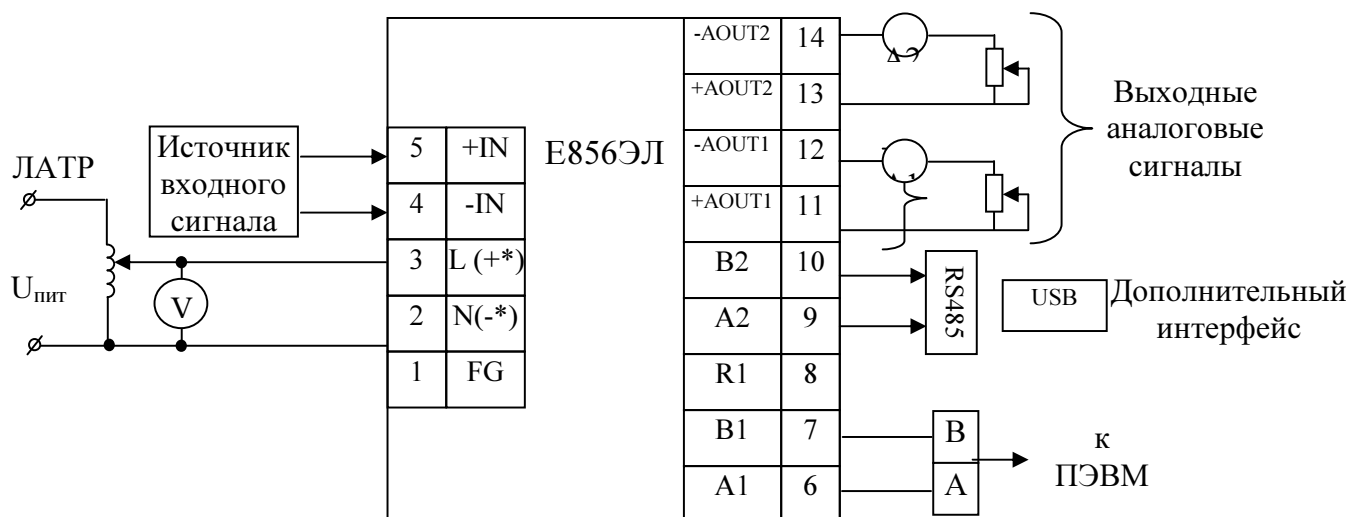 ЛАТР
U пит
V
Источник
входного
сигнала
5 +IN
4 -IN
3 L (+*)
2 N(-*)
1 FG
Е856ЭЛ
-AOUT2 14
+AOUT2 13
-AOUT1 12
+AOUT1 11
B2 10
A2 9
R1 8
B1 7
A1 6
Выходные
аналоговые
сигналы
RS485
USB
Дополнительный
интерфейс
B
A
к
ПЭВМ